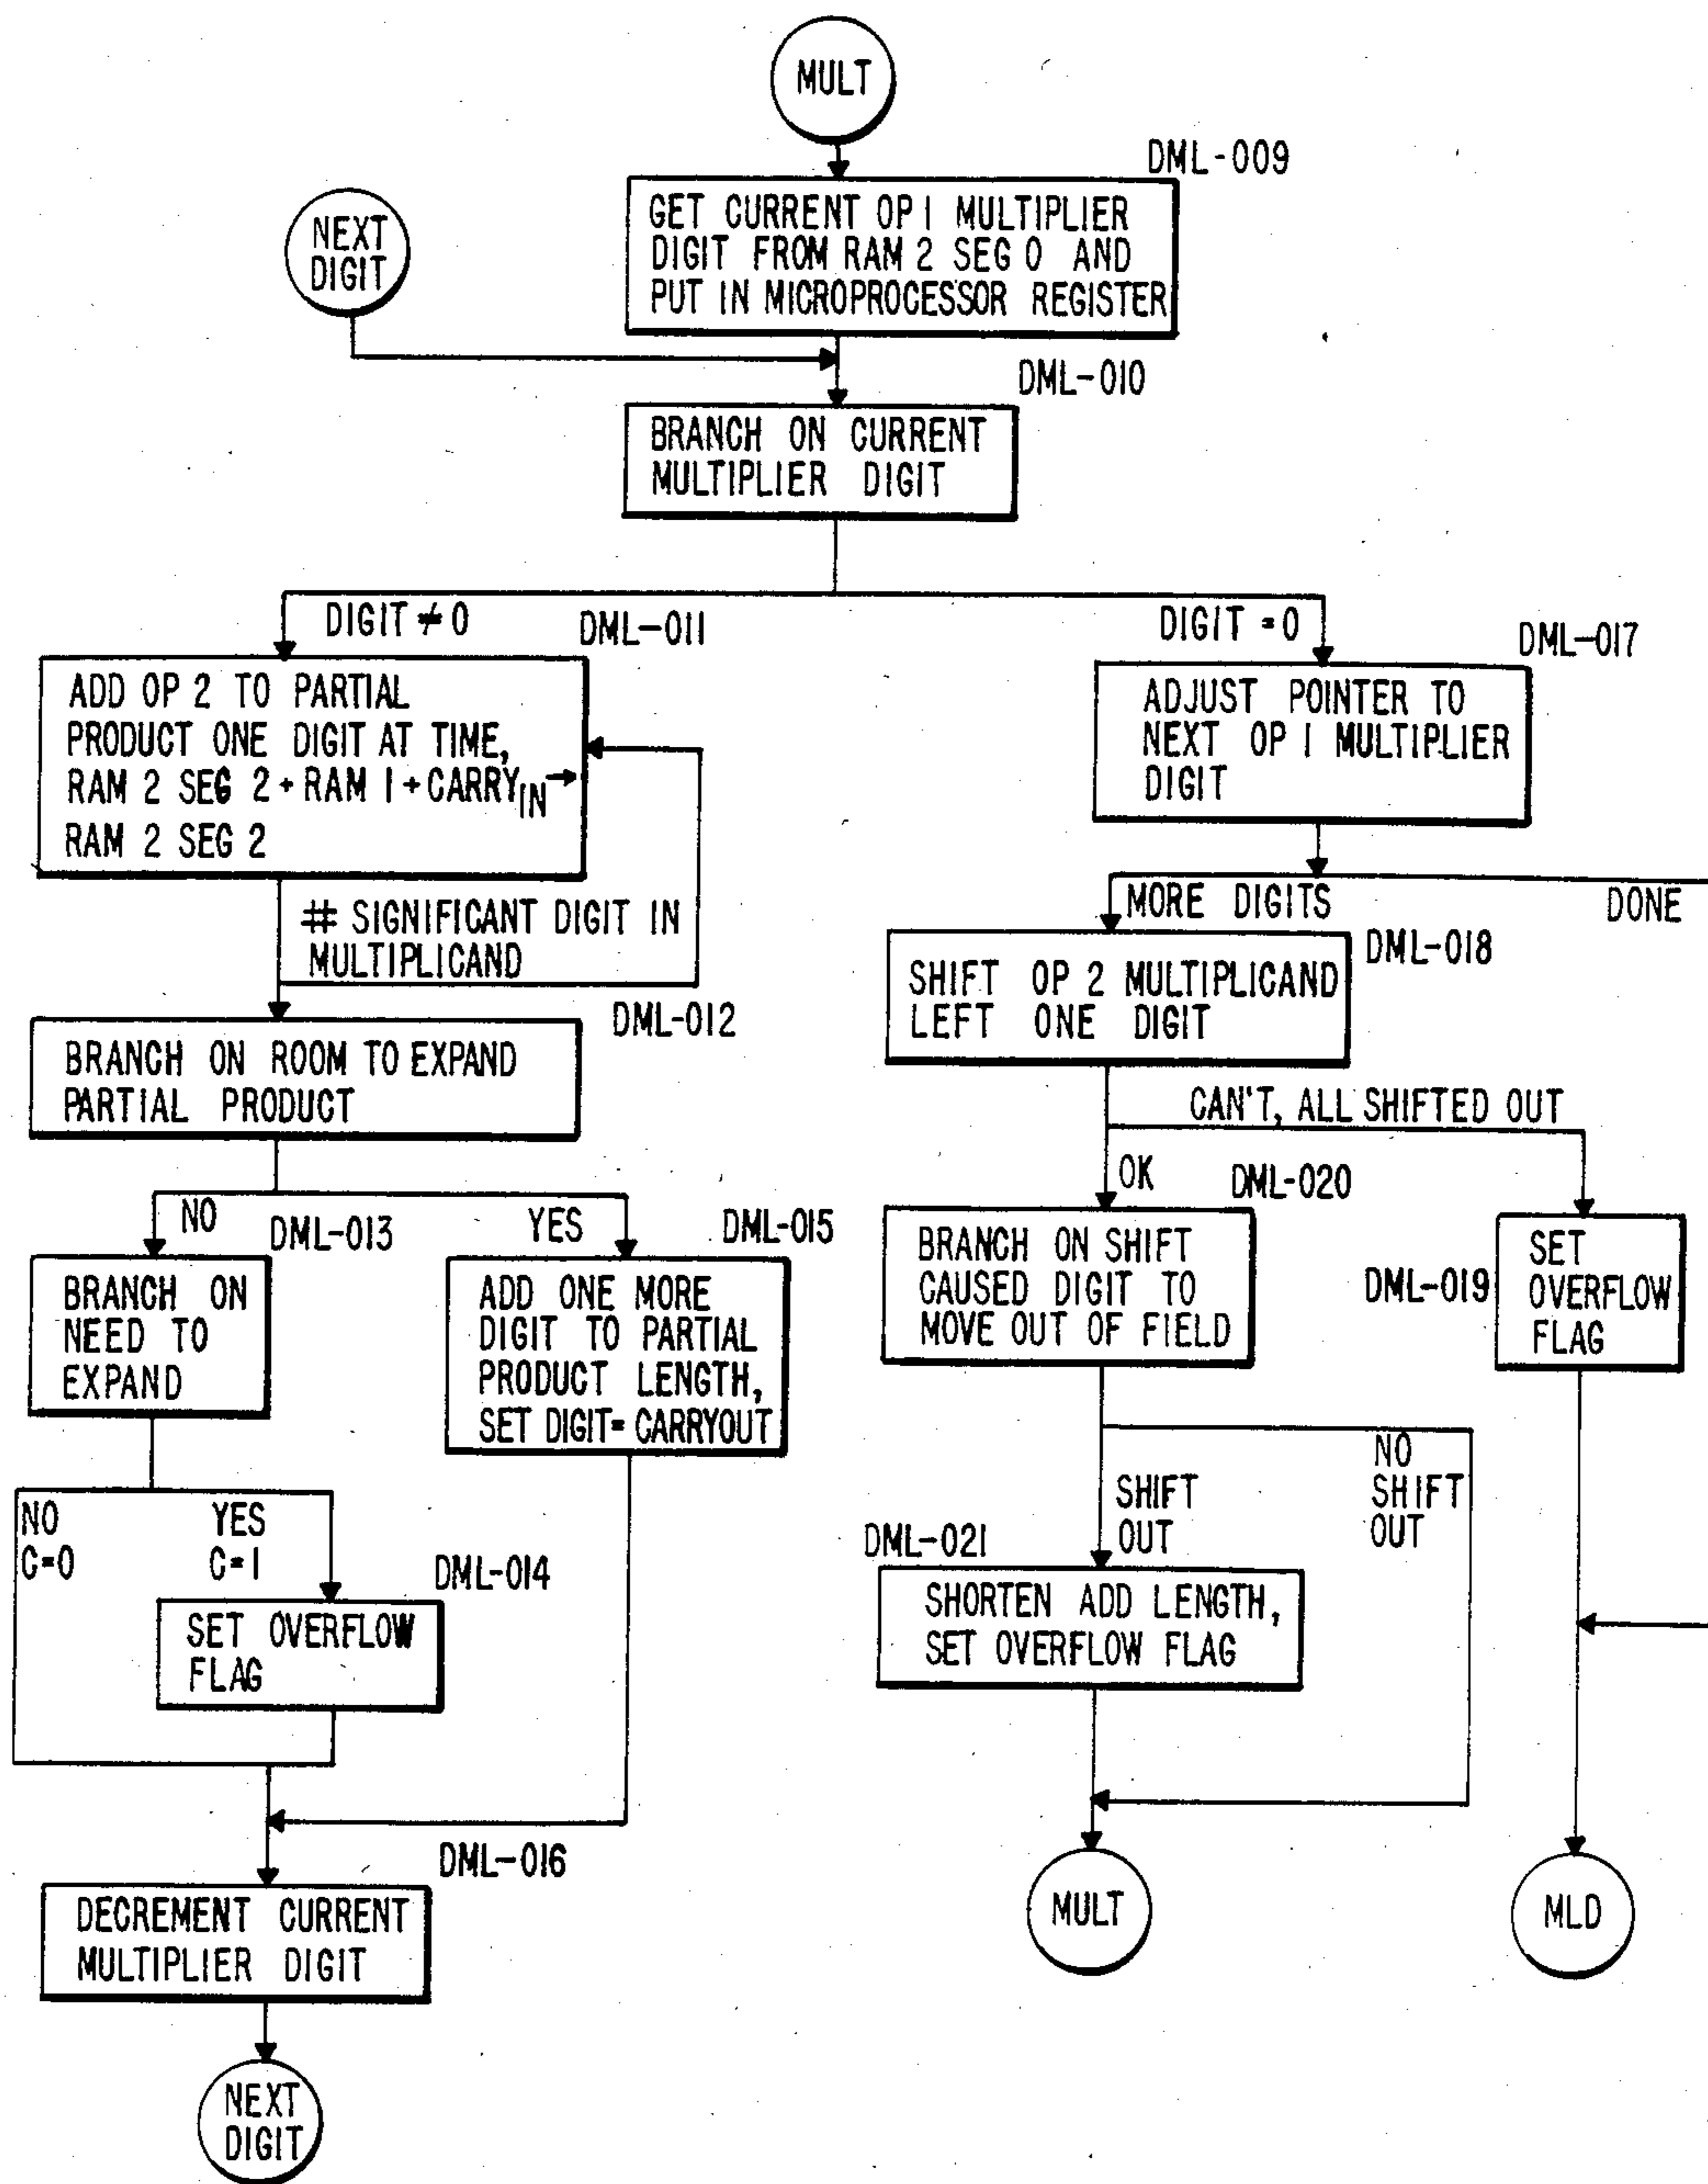 MULT
DML-009
GET CURRENT OP 1 MULTIPLIER
DIGIT FROM RAM 2 SEG 0 AND
PUT IN MICROPROCESSOR REGISTER
NEXT
DIGIT
DML-010
BRANCH ON CURRENT
MULTIPLIER DIGIT
DIGIT ≠ 0
DML-011
ADD OP 2 TO PARTIAL
PRODUCT ONE DIGIT AT TIME,
RAM 2 SEG 2 + RAM 1 + CARRY IN →
RAM 2 SEG 2
# SIGNIFICANT DIGIT IN
MULTIPLICAND
DML-012
BRANCH ON ROOM TO EXPAND
PARTIAL PRODUCT
NO
DML-013
BRANCH ON
NEED TO
EXPAND
YES
DML-015
ADD ONE MORE
DIGIT TO PARTIAL
PRODUCT LENGTH,
SET DIGIT = CARRYOUT
NO
C=0
YES
C=1
DML-014
SET OVERFLOW
FLAG
DML-016
DECREMENT CURRENT
MULTIPLIER DIGIT
NEXT
DIGIT
DIGIT = 0
DML-017
ADJUST POINTER TO
NEXT OP 1 MULTIPLIER
DIGIT
MORE DIGITS
DONE
DML-018
SHIFT OP 2 MULTIPLICAND
LEFT ONE DIGIT
CAN'T, ALL SHIFTED OUT
OK
DML-020
BRANCH ON SHIFT
CAUSED DIGIT TO
MOVE OUT OF FIELD
DML-019
SET
OVERFLOW
FLAG
NO
SHIFT
OUT
SHIFT
OUT
DML-021
SHORTEN ADD LENGTH,
SET OVERFLOW FLAG
MULT
MLD